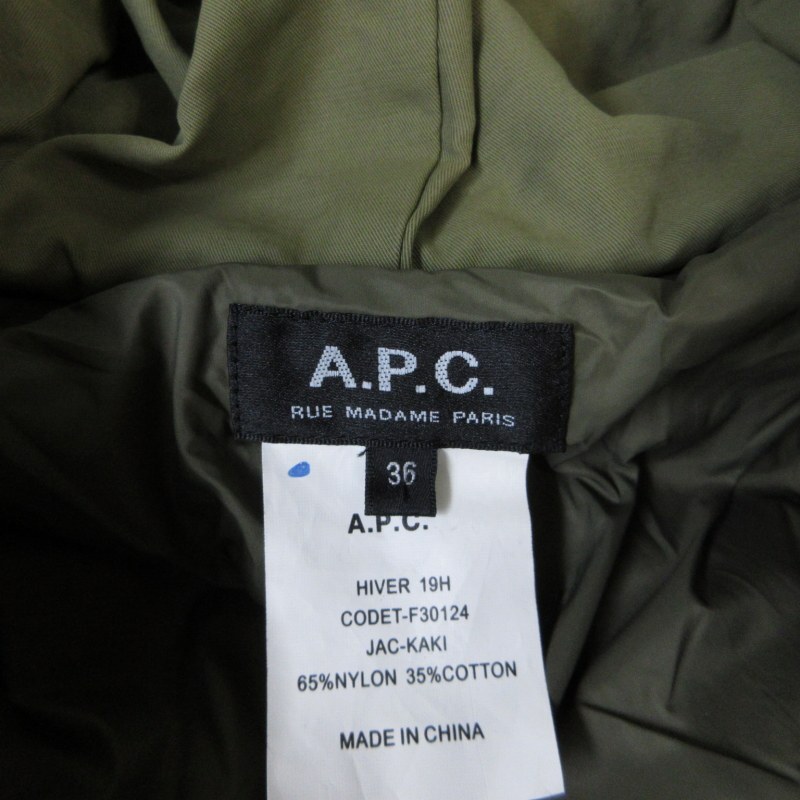 A.P.C.
RUE MADAME PARIS
36
A.P.C.
HIVER 19H
CODET-F30124
JAC-KAKI
65%NYLON 35%COTTON
MADE IN CHINA